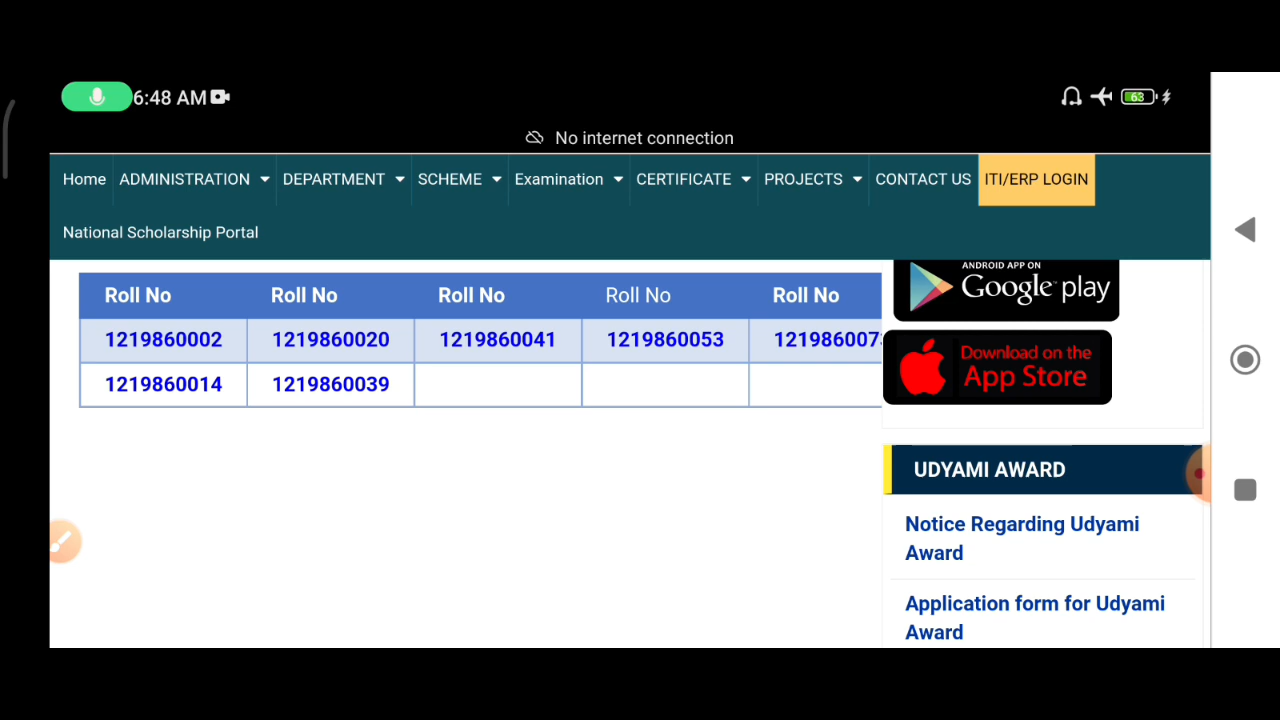 6:48 AM 63
No internet connection
Home ADMINISTRATION DEPARTMENT SCHEME Examination CERTIFICATE PROJECTS CONTACT US ITI/ERP LOGIN
National Scholarship Portal
Roll No Roll No Roll No Roll No Roll No
1219860002 1219860020 1219860041 1219860053
1219860014 1219860039
ANDROID APP ON
Google play
Download on the
App Store
UDYAMI AWARD
Notice Regarding Udyami
Award
Application form for Udyami
Award